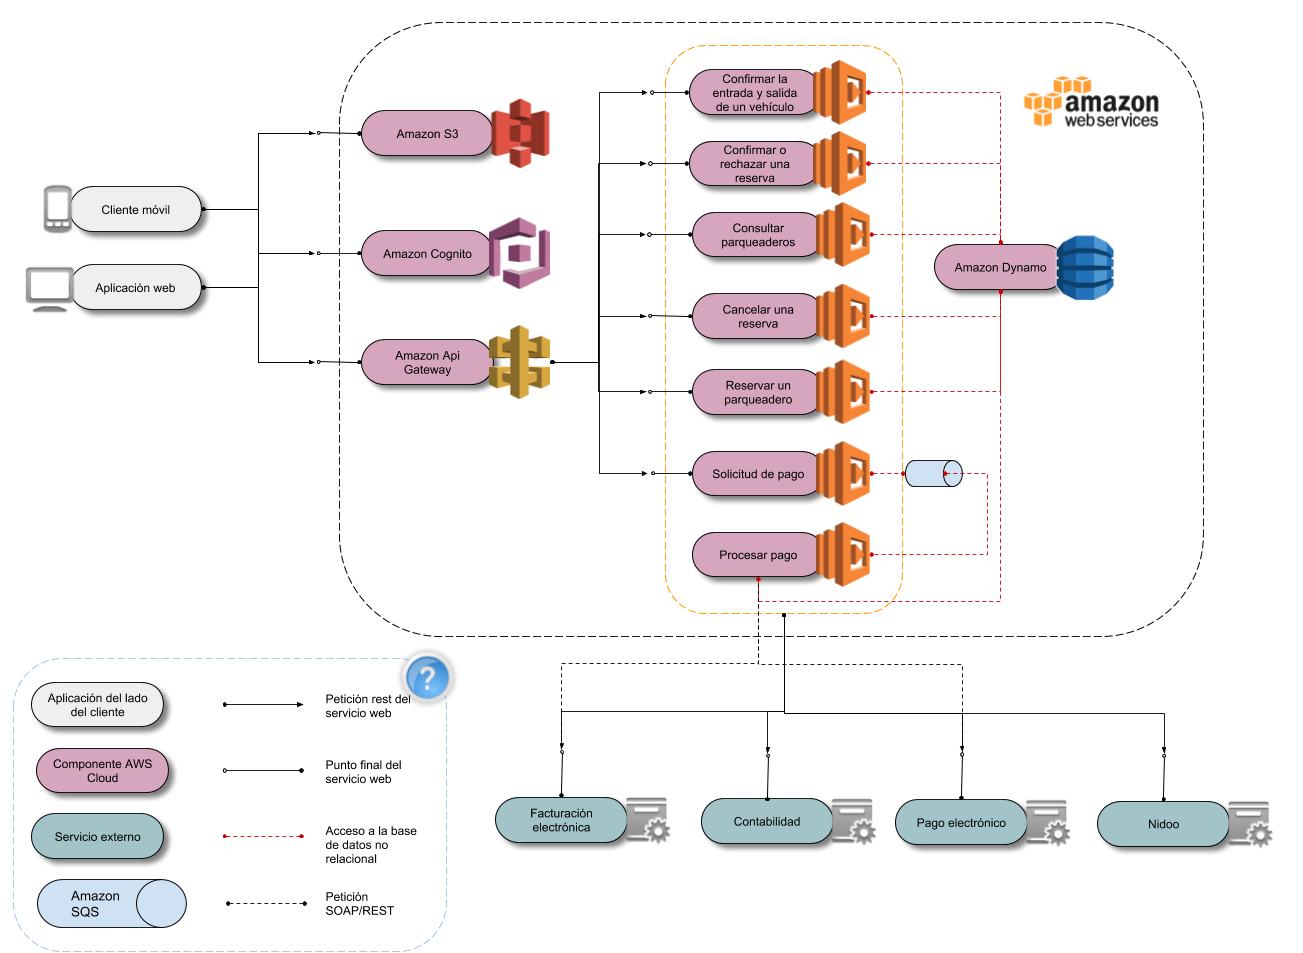 Confirmar la
entrada y salida
de un vehículo
amazon
webservices
Amazon S3
Confirmar o
rechazar una
reserva
Cliente móvil
Consultar
parqueaderos
Amazon Cognito
Amazon Dynamo
Aplicación web
Cancelar una
reserva
Amazon Api
Gateway
Reservar un
parqueadero
Solicitud de pago
Procesar pago
?
Aplicación del lado
del cliente
Petición rest del
servicio web
Componente AWS
Cloud
Punto final del
servicio web
Servicio externo
Acceso a la base
de datos no
relacional
Amazon
SQS
Petición
SOAP/REST
Facturación
electrónica
Contabilidad
Pago electrónico
Nidoo